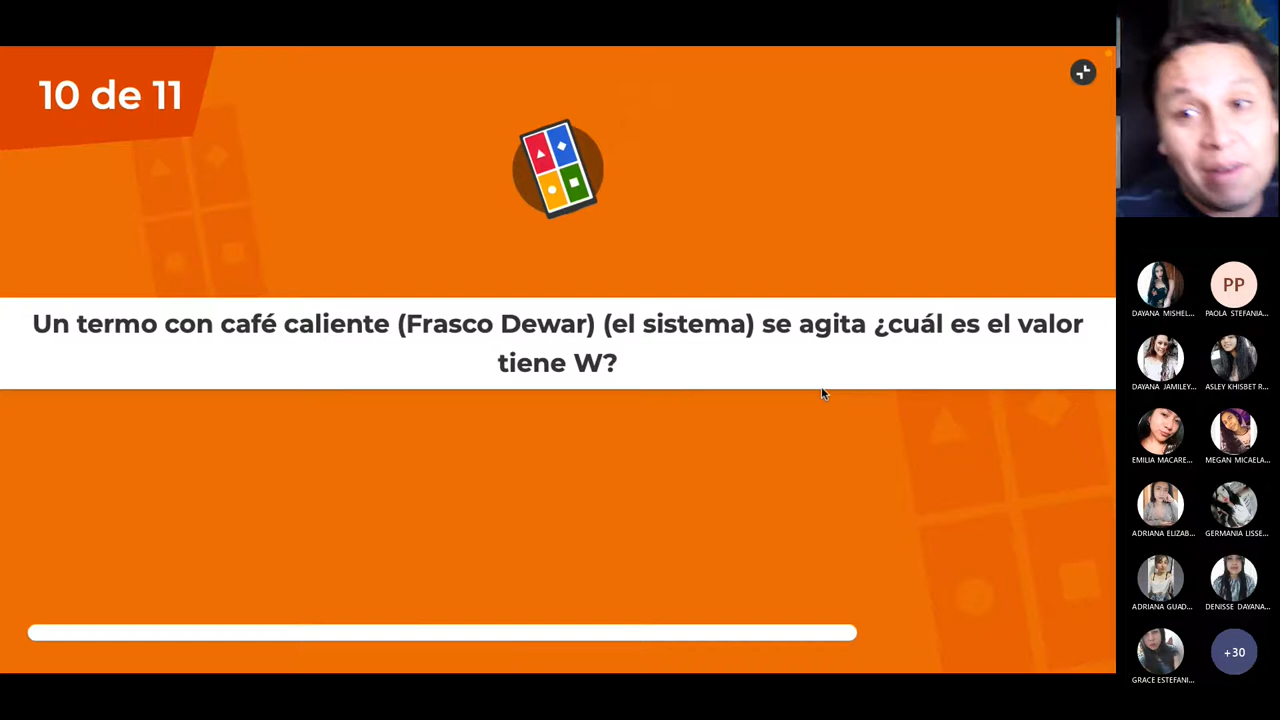 10 de 11
Un termo con café caliente (Frasco Dewar) (el sistema) se agita ¿cuál es el valor
tiene W?
DAYANA MISHEL...
PP
PAOLA STEFANIA...
DAYANA JAMILEY...
ASLEY KHISBET R...
EMILIA MACARE...
MEGAN MICAELA...
ADRIANA ELIZAB...
GERMANIA LISSE...
ADRIANA GUAD...
DENISSE DAYANA...
GRACE ESTEFANI...
+30